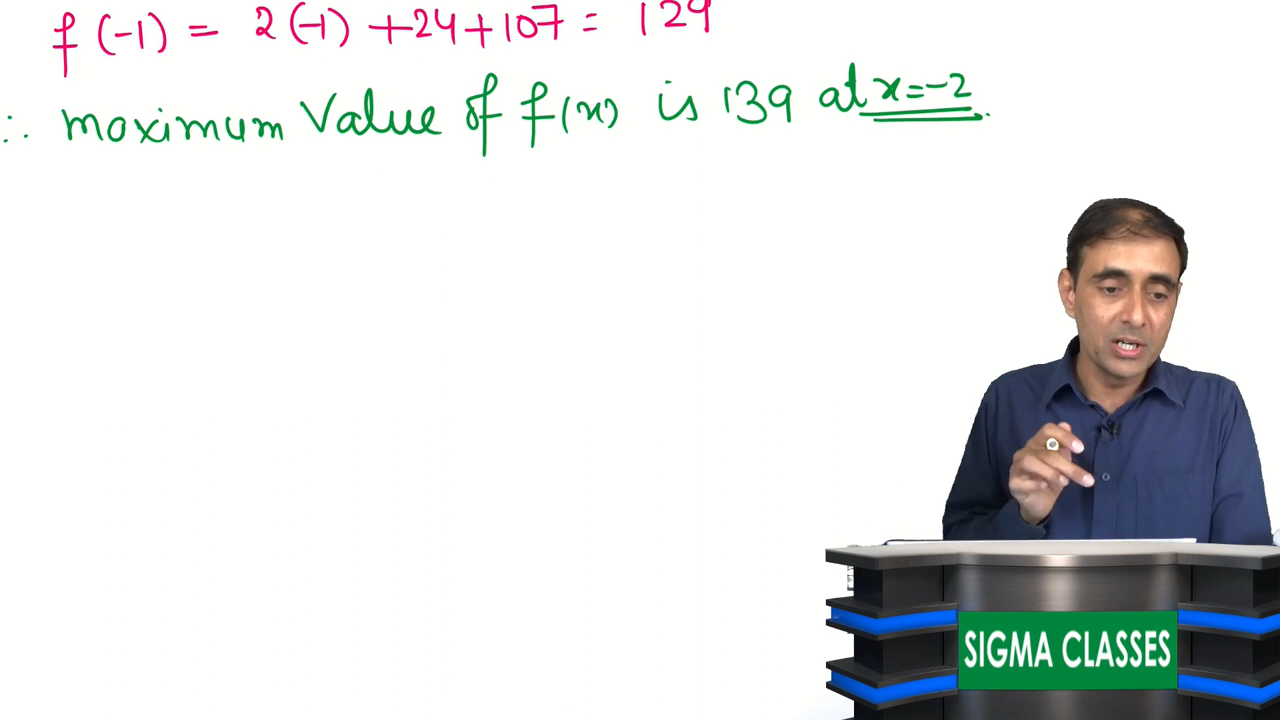 f(-1) = 2(-1) +24+107 = 129
∴ maximum Value of f(x) is 139 at x=-2.
SIGMA CLASSES